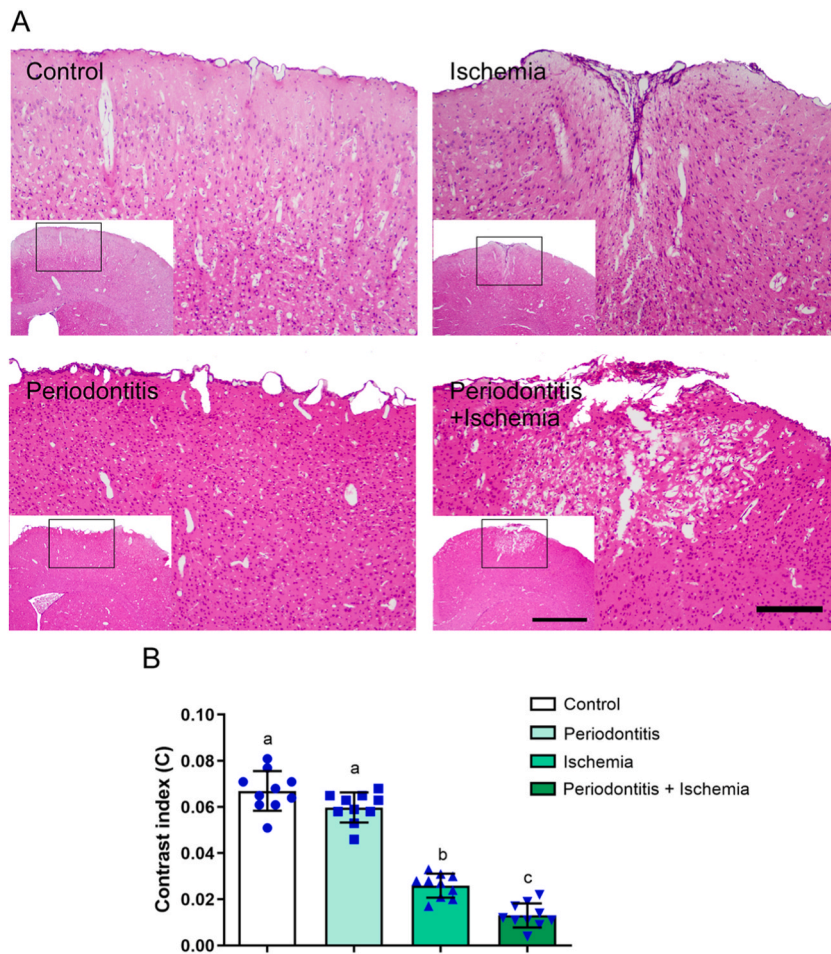 A
Control
Ischemia
Periodontitis
Periodontitis
+Ischemia
B
Contrast index (C)
0.10
0.08
0.06
0.04
0.02
0.00
a
a
b
c
Control
Periodontitis
Ischemia
Periodontitis + Ischemia